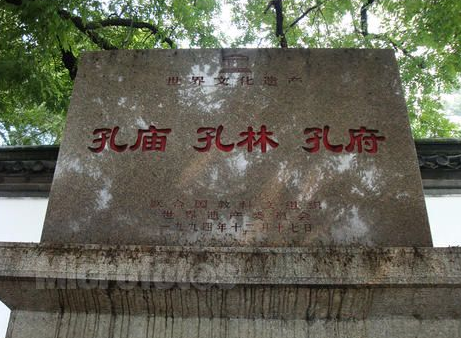 世界文化遗产
孔庙 孔林 孔府
联合国教科文组织
世界遗产委员会
一九九四年十二月十七日